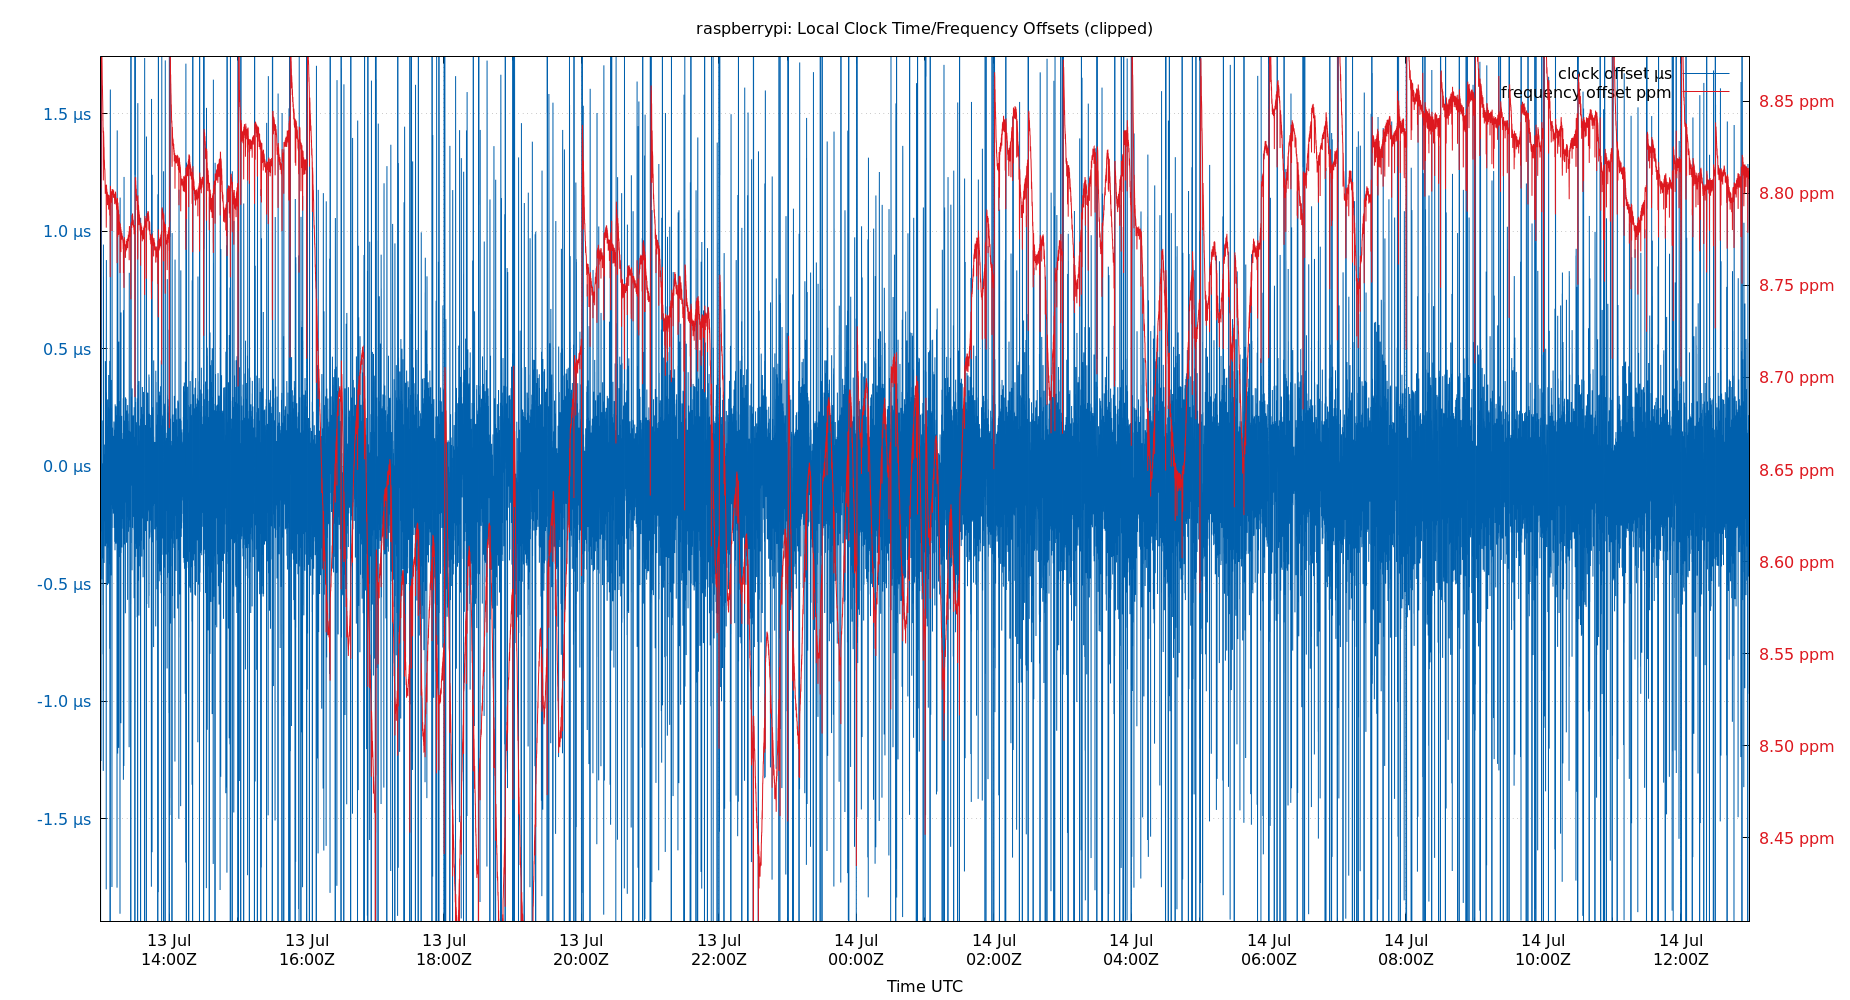 raspberrypi: Local Clock Time/Frequency Offsets (clipped)
clock offset µs
frequency offset ppm
1.5 µs
1.0 µs
0.5 µs
0.0 µs
-0.5 µs
-1.0 µs
-1.5 µs
8.85 ppm
8.80 ppm
8.75 ppm
8.70 ppm
8.65 ppm
8.60 ppm
8.55 ppm
8.50 ppm
8.45 ppm
13 Jul 13 Jul 13 Jul 13 Jul 13 Jul 14 Jul 14 Jul 14 Jul 14 Jul 14 Jul 14 Jul 14 Jul
14:00Z 16:00Z 18:00Z 20:00Z 22:00Z 00:00Z 02:00Z 04:00Z 06:00Z 08:00Z 10:00Z 12:00Z
Time UTC